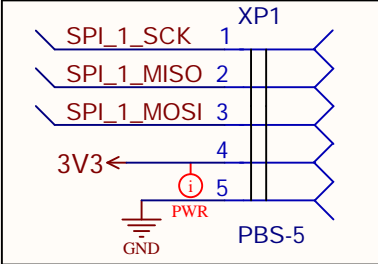 XP1
SPI_1_SCK 1
SPI_1_MISO 2
SPI_1_MOSI 3
3V3 4
i 5
PWR
GND
PBS-5